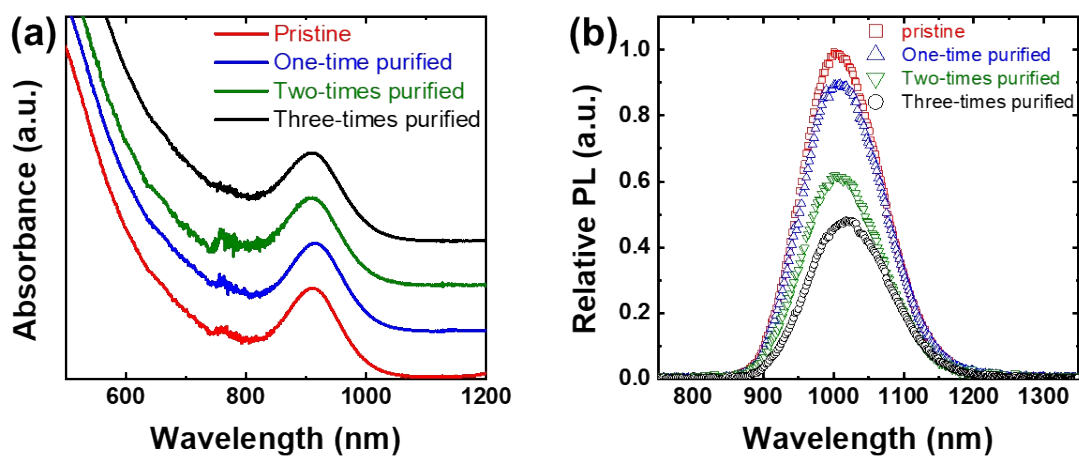 (a)
Pristine
One-time purified
Two-times purified
Three-times purified
Absorbance (a.u.)
600 800 1000 1200
Wavelength (nm)
(b)
pristine
One-time purified
Two-times purified
Three-times purified
Relative PL (a.u.)
1.0
0.8
0.6
0.4
0.2
0.0
800 900 1000 1100 1200 1300
Wavelength (nm)